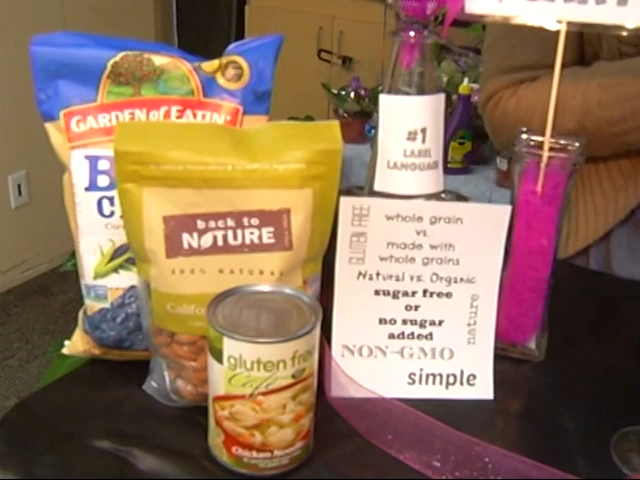 GARDEN of EATIN'
B
C
back to
NATURE
100% NATURAL
gluten free
Café
Chicken Noodle
#1
LABEL
LANGUAGE
GLUTEN FREE
whole grain
vs.
made with
whole grains
Natural vs. Organic
sugar free
or
no sugar
added
nature
NON-GMO
simple